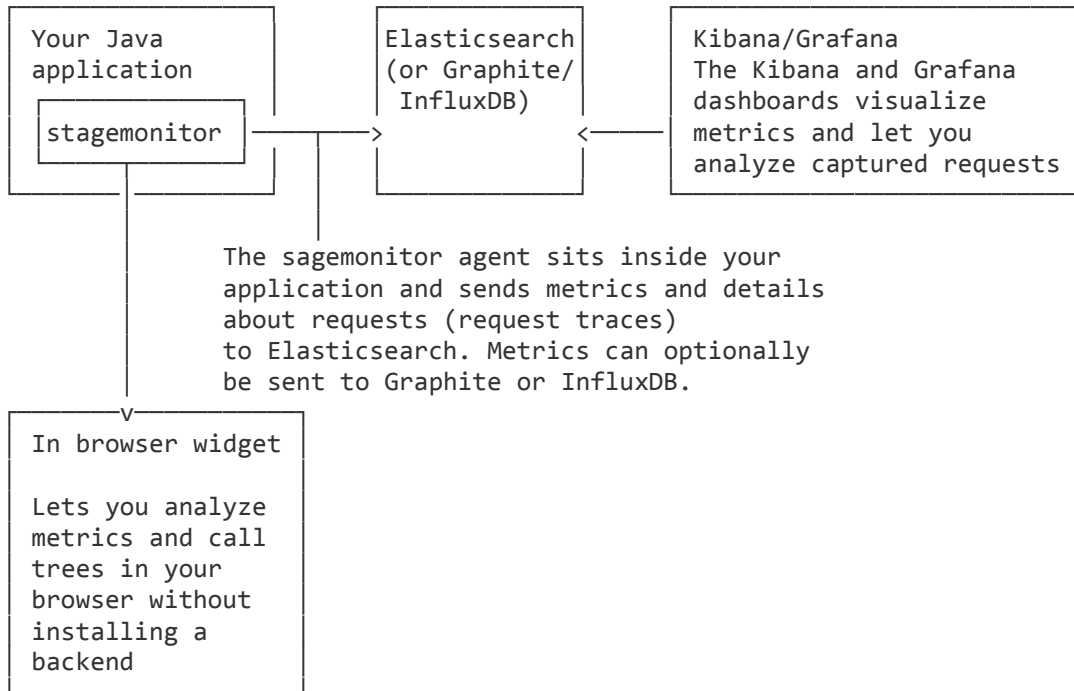 Your Java
application
stagemonitor
Elasticsearch
(or Graphite/
InfluxDB)
Kibana/Grafana
The Kibana and Grafana
dashboards visualize
metrics and let you
analyze captured requests
The sagemonitor agent sits inside your
application and sends metrics and details
about requests (request traces)
to Elasticsearch. Metrics can optionally
be sent to Graphite or InfluxDB.
In browser widget
Lets you analyze
metrics and call
trees in your
browser without
installing a
backend